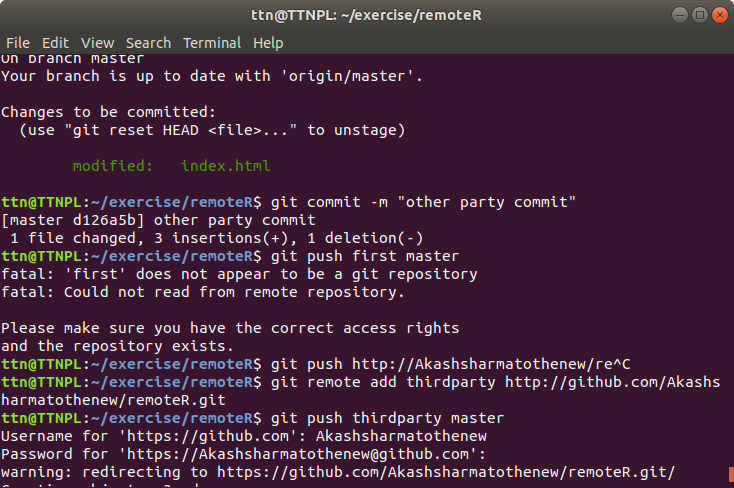 ttn@TTNPL: ~/exercise/remoteR
File Edit View Search Terminal Help
On branch master
Your branch is up to date with 'origin/master'.
Changes to be committed:
(use "git reset HEAD <file>..." to unstage)
modified: index.html
ttn@TTNPL:~/exercise/remoteR$ git commit -m "other party commit"
[master d126a5b] other party commit
1 file changed, 3 insertions(+), 1 deletion(-)
ttn@TTNPL:~/exercise/remoteR$ git push first master
fatal: 'first' does not appear to be a git repository
fatal: Could not read from remote repository.
Please make sure you have the correct access rights
and the repository exists.
ttn@TTNPL:~/exercise/remoteR$ git push http://Akashsharmatothenew/re^C
ttn@TTNPL:~/exercise/remoteR$ git remote add thirdparty http://github.com/Akashs
harmatothenew/remoteR.git
ttn@TTNPL:~/exercise/remoteR$ git push thirdparty master
Username for 'https://github.com': Akashsharmatothenew
Password for 'https://Akashsharmatothenew@github.com':
warning: redirecting to https://github.com/Akashsharmatothenew/remoteR.git/